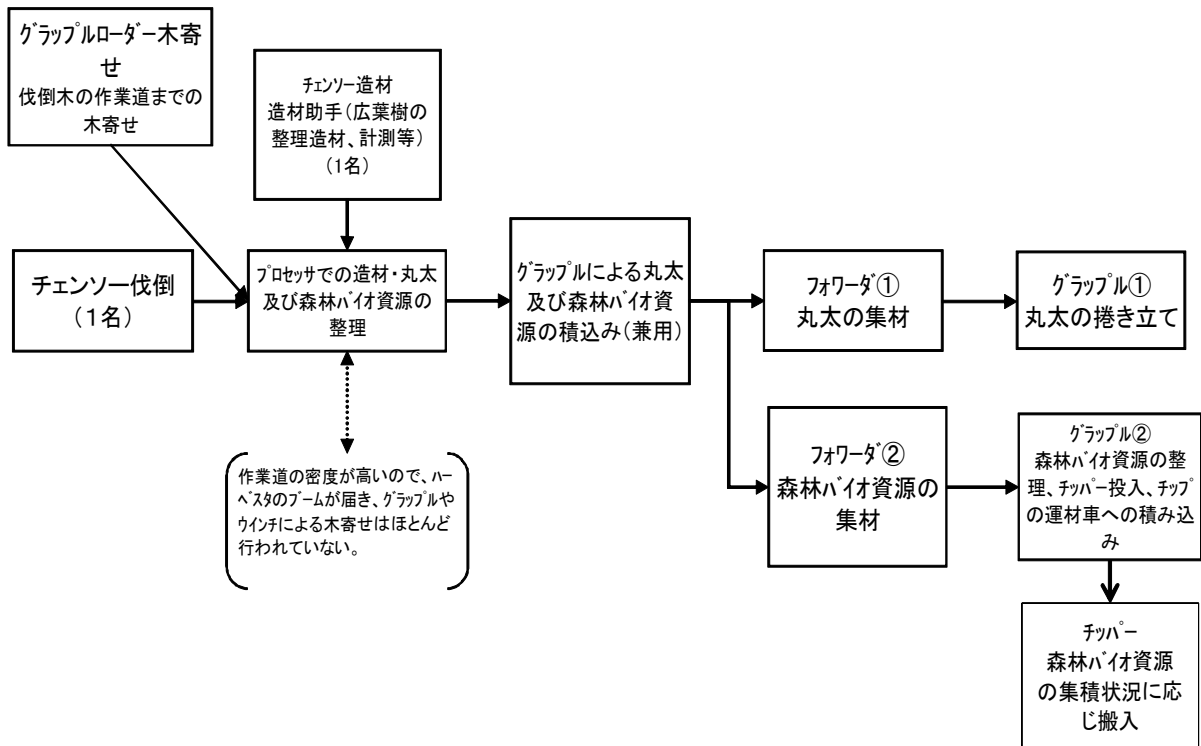 グラップルローダー木寄
せ
伐倒木の作業道までの
木寄せ
チェンソー造材
造材助手(広葉樹の
整理造材、計測等)
(1名)
チェンソー伐倒
(1名)
プロセッサでの造材・丸太
及び森林バイオ資源の
整理
グラップルによる丸太
及び森林バイオ資
源の積込み(兼用)
フォワーダ①
丸太の集材
グラップル①
丸太の捲き立て
作業道の密度が高いので、ハー
ベスタのブームが届き、グラップルや
ウインチによる木寄せはほとんど
行われていない。
フォワーダ②
森林バイオ資源の
集材
グラップル②
森林バイオ資源の整
理、チッパー投入、チップ
の運材車への積み込
み
チッパー
森林バイオ資源
の集積状況に応
じ搬入